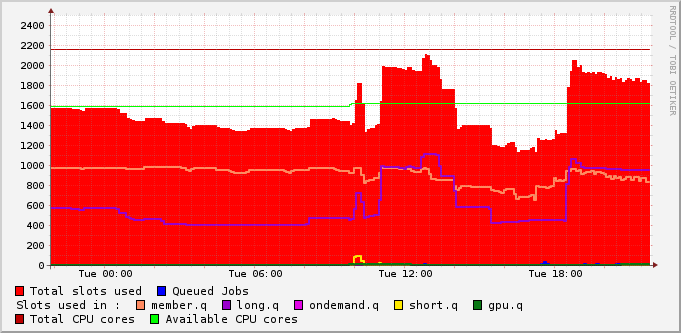 2400
2200
2000
1800
1600
1400
1200
1000
800
600
400
200
0
Tue 00:00 Tue 06:00 Tue 12:00 Tue 18:00
Total slots used Queued Jobs
Slots used in : member.q long.q ondemand.q short.q gpu.q
Total CPU cores Available CPU cores
RRDTOOL / TOBI OETIKER